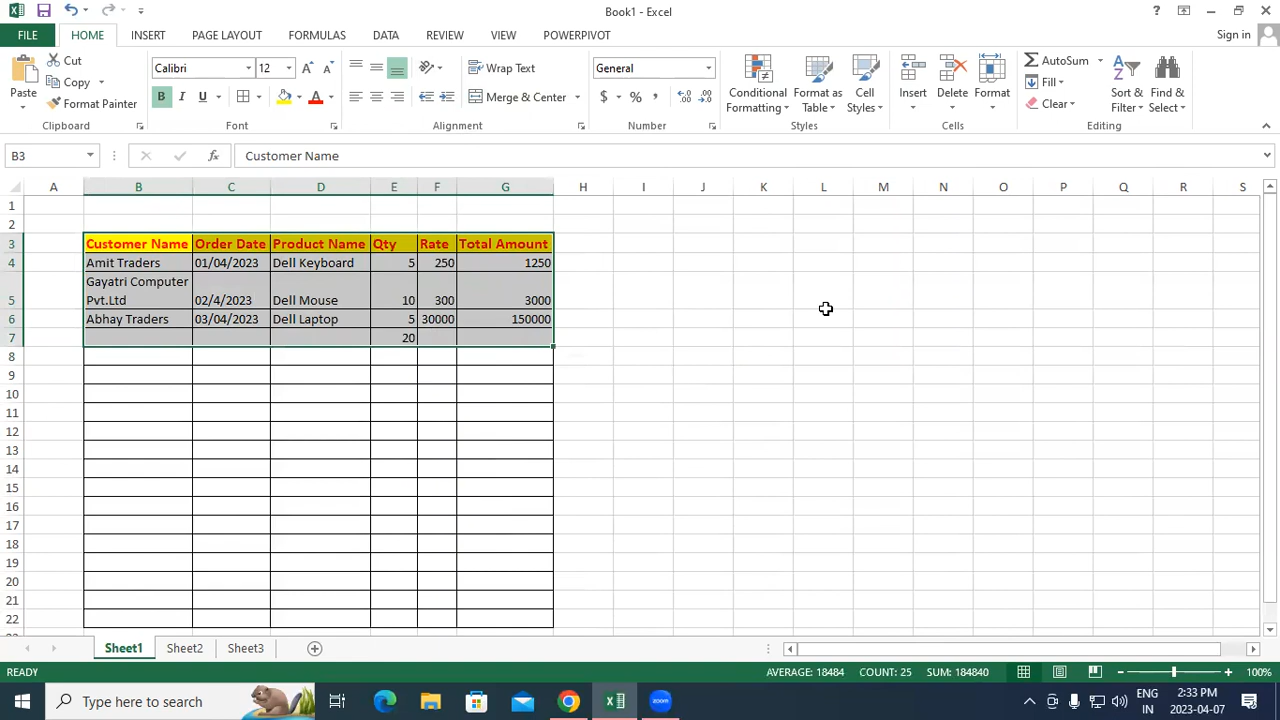 Book1 - Excel
?
FILE HOME INSERT PAGE LAYOUT FORMULAS DATA REVIEW VIEW POWERPIVOT Sign in
Paste
Cut
Copy
Format Painter
Calibri 12
B I U A
Wrap Text
Merge & Center
General
$ % ,
Conditional Formatting
Format as Table
Cell Styles
Insert
Delete
Format
AutoSum
Fill
Clear
Sort & Filter
Find & Select
Clipboard Font Alignment Number Styles Cells Editing
B3 fx Customer Name
A B C D E F G H I J K L M N O P Q R S
1
2
3 Customer Name Order Date Product Name Qty Rate Total Amount
4 Amit Traders 01/04/2023 Dell Keyboard 5 250 1250
Gayatri Computer
5 Pvt.Ltd 02/4/2023 Dell Mouse 10 300 3000
6 Abhay Traders 03/04/2023 Dell Laptop 5 30000 150000
7 20
8
9
10
11
12
13
14
15
16
17
18
19
20
21
22
Sheet1 Sheet2 Sheet3
READY AVERAGE: 18484 COUNT: 25 SUM: 184840 100%
Type here to search
zoom
ENG
IN
2:33 PM
2023-04-07